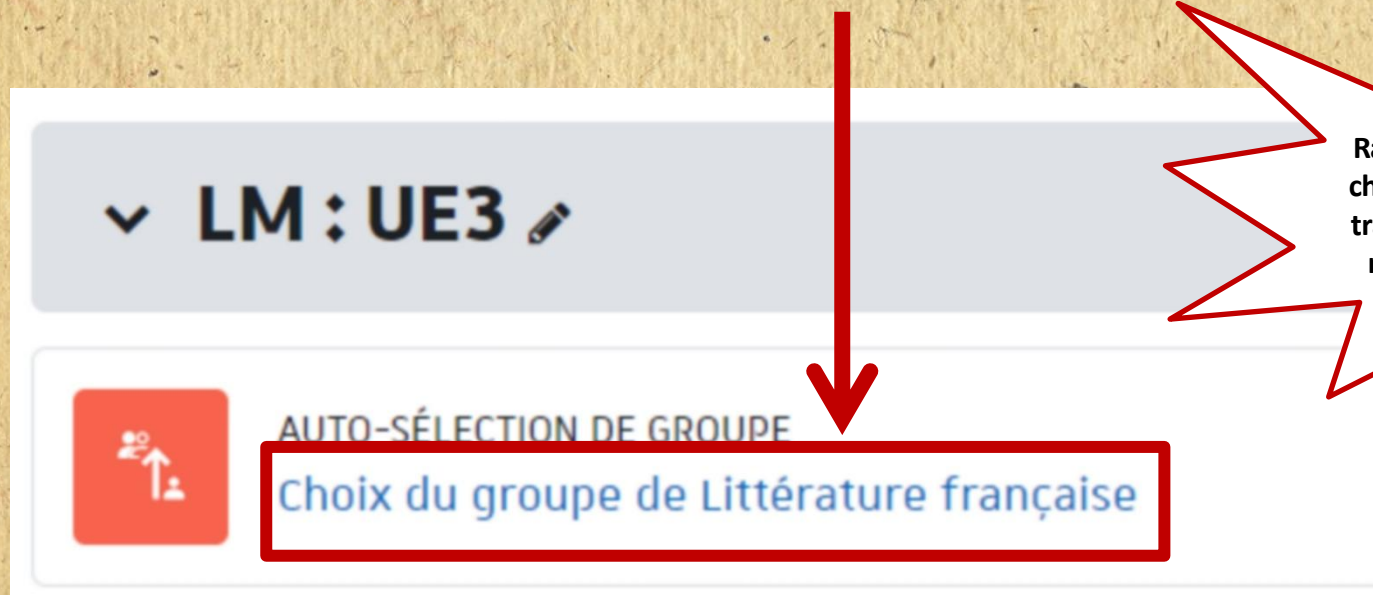 LM : UE3
AUTO-SÉLECTION DE GROUPE
Choix du groupe de Littérature française